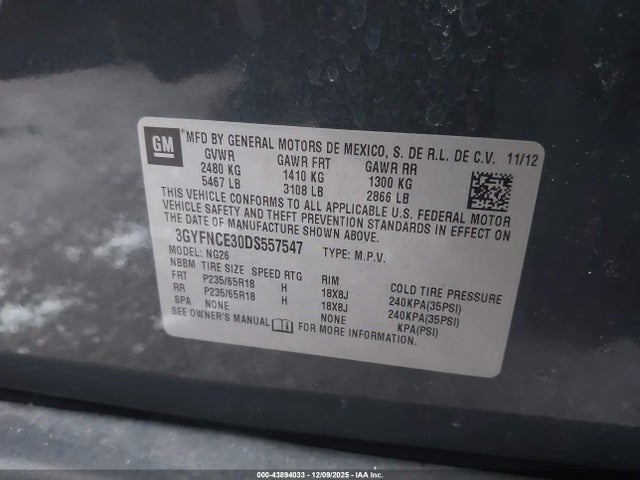 GM
®MFD BY GENERAL MOTORS DE MEXICO, S. DE R.L. DE C.V. 11/12
GVWR GAWR FRT GAWR RR
2480 KG 1410 KG 1300 KG
5467 LB 3108 LB 2866 LB
THIS VEHICLE CONFORMS TO ALL APPLICABLE U.S. FEDERAL MOTOR
VEHICLE SAFETY AND THEFT PREVENTION STANDARDS IN EFFECT ON
THE DATE OF MANUFACTURE SHOWN ABOVE.
3GYFNCE30DS557547 TYPE: M.P.V.
MODEL: NG26
NBBM TIRE SIZE SPEED RTG RIM COLD TIRE PRESSURE
FRT P235/65R18 H 18X8J 240KPA(35PSI)
RR P235/65R18 H 18X8J 240KPA(35PSI)
SPA NONE NONE KPA(PSI)
SEE OWNER'S MANUAL i FOR MORE INFORMATION.
000-43894033 - 12/09/2025 - IAAI.com